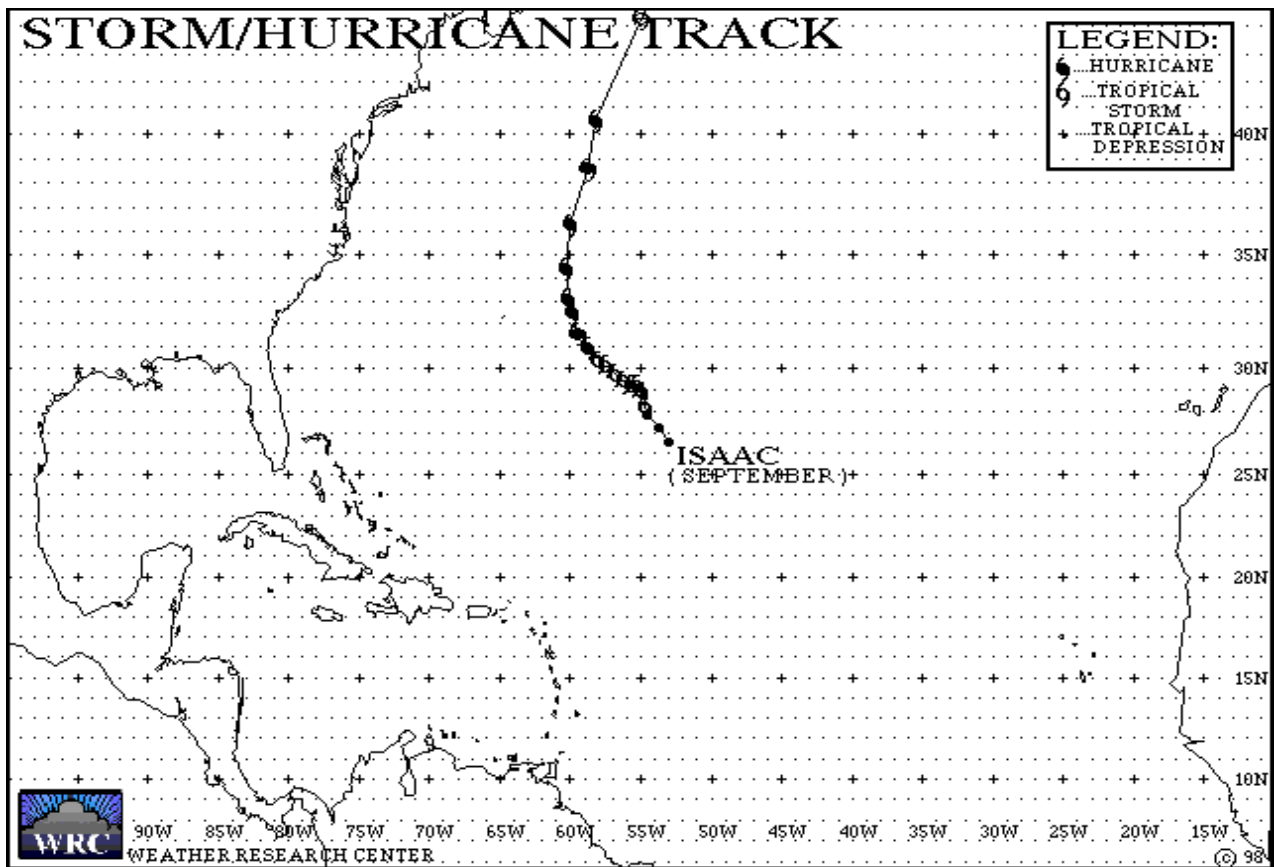 STORM/HURRICANE TRACK
LEGEND:
...HURRICANE
...TROPICAL
STORM
...TROPICAL
DEPRESSION
40N
35N
30N
ISAAC
(SEPTEMBER)
25N
20N
15N
10N
90W 85W 80W 75W 70W 65W 60W 55W 50W 45W 40W 35W 30W 25W 20W 15W
WRC
WEATHER RESEARCH CENTER
© 98